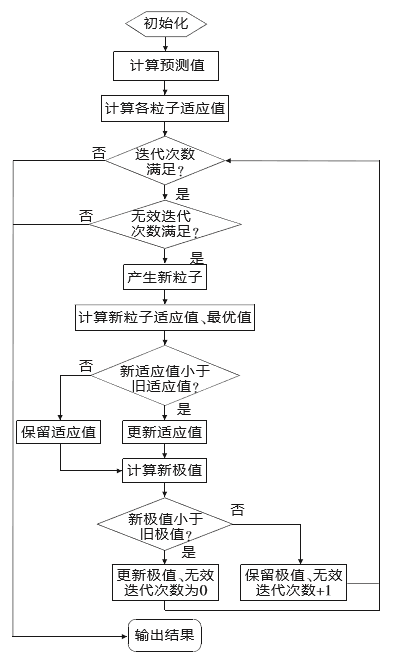 初始化
计算预测值
计算各粒子适应值
否
迭代次数
满足?
是
否
无效迭代
次数满足?
是
产生新粒子
计算新粒子适应值、最优值
否
新适应值小于
旧适应值?
是
保留适应值
更新适应值
计算新极值
新极值小于
旧极值?
否
是
更新极值、无效
迭代次数为0
保留极值、无效
迭代次数+1
输出结果